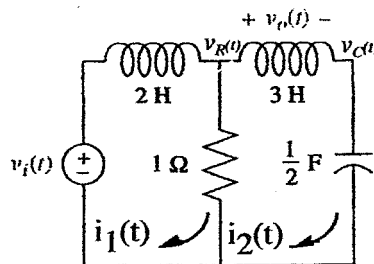 + v_o(t) −
v_R(t) v_C(t)
2 H 3 H
v_i(t) + − 1 Ω 1/2 F
i_1(t) i_2(t)